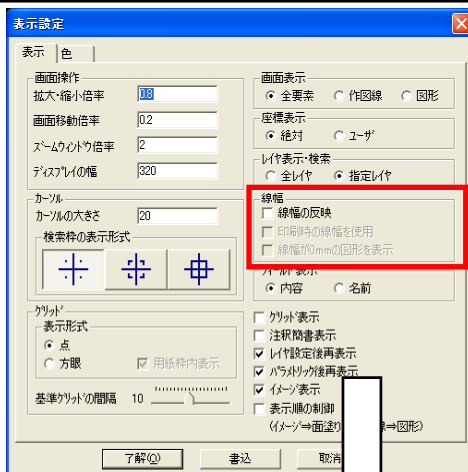 表示設定
表示
色
画面操作
拡大・縮小倍率
0.8
画面移動倍率
0.2
ズームウィンドウ倍率
2
ディスプレイの幅
320
カーソル
カーソルの大きさ
20
検索枠の表示形式
グリッド
表示形式
点
方眼
用紙枠内表示
基準グリッドの間隔
10
画面表示
全要素
作図線
図形
座標表示
絶対
ユーザ
レイヤ表示・検索
全レイヤ
指定レイヤ
線幅
線幅の反映
印刷時の線幅を使用
線幅が0mmの図形を表示
フィールド表示
内容
名前
グリッド表示
注釈簡書表示
レイヤ設定後再表示
パラメトリック後再表示
イメージ表示
表示順の制御
(イメージ⇒面塗り
⇒図形)
了解(O)
書込
取消